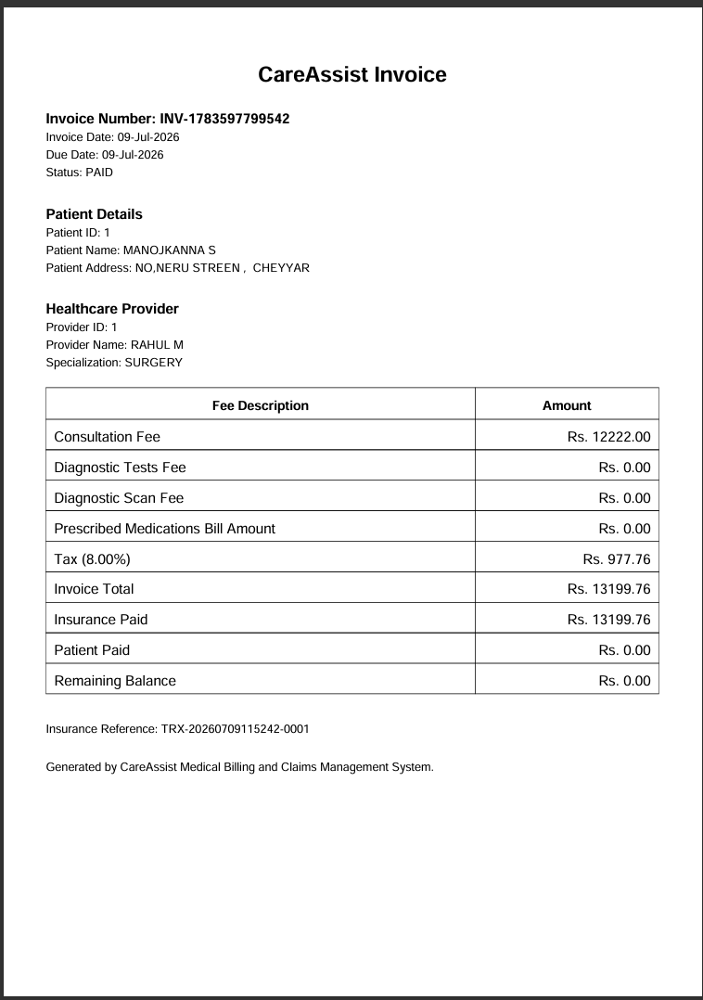 CareAssist Invoice
Invoice Number: INV-1783597799542
Invoice Date: 09-Jul-2026
Due Date: 09-Jul-2026
Status: PAID
Patient Details
Patient ID: 1
Patient Name: MANOJKANNA S
Patient Address: NO,NERU STREEN ,  CHEYYAR
Healthcare Provider
Provider ID: 1
Provider Name: RAHUL M
Specialization: SURGERY
Fee Description Amount
Consultation Fee Rs. 12222.00
Diagnostic Tests Fee Rs. 0.00
Diagnostic Scan Fee Rs. 0.00
Prescribed Medications Bill Amount Rs. 0.00
Tax (8.00%) Rs. 977.76
Invoice Total Rs. 13199.76
Insurance Paid Rs. 13199.76
Patient Paid Rs. 0.00
Remaining Balance Rs. 0.00
Insurance Reference: TRX-20260709115242-0001
Generated by CareAssist Medical Billing and Claims Management System.